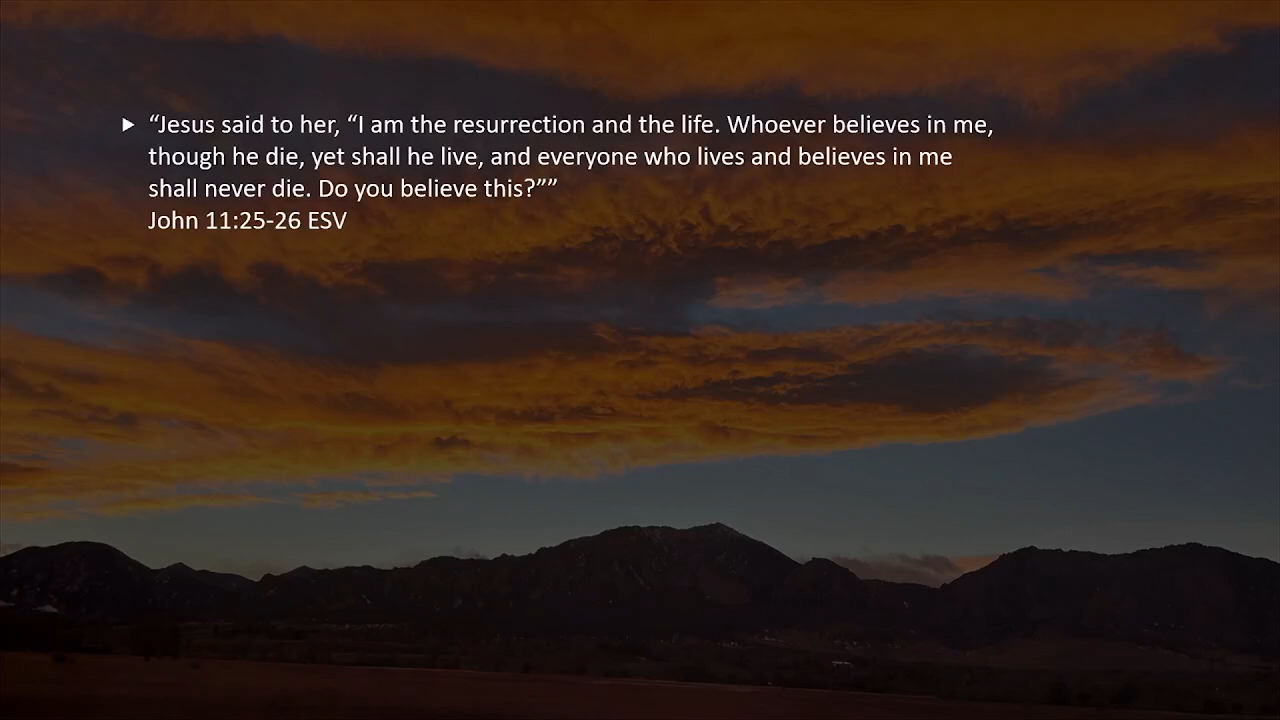 “Jesus said to her, “I am the resurrection and the life. Whoever believes in me,
though he die, yet shall he live, and everyone who lives and believes in me
shall never die. Do you believe this?””
John 11:25-26 ESV